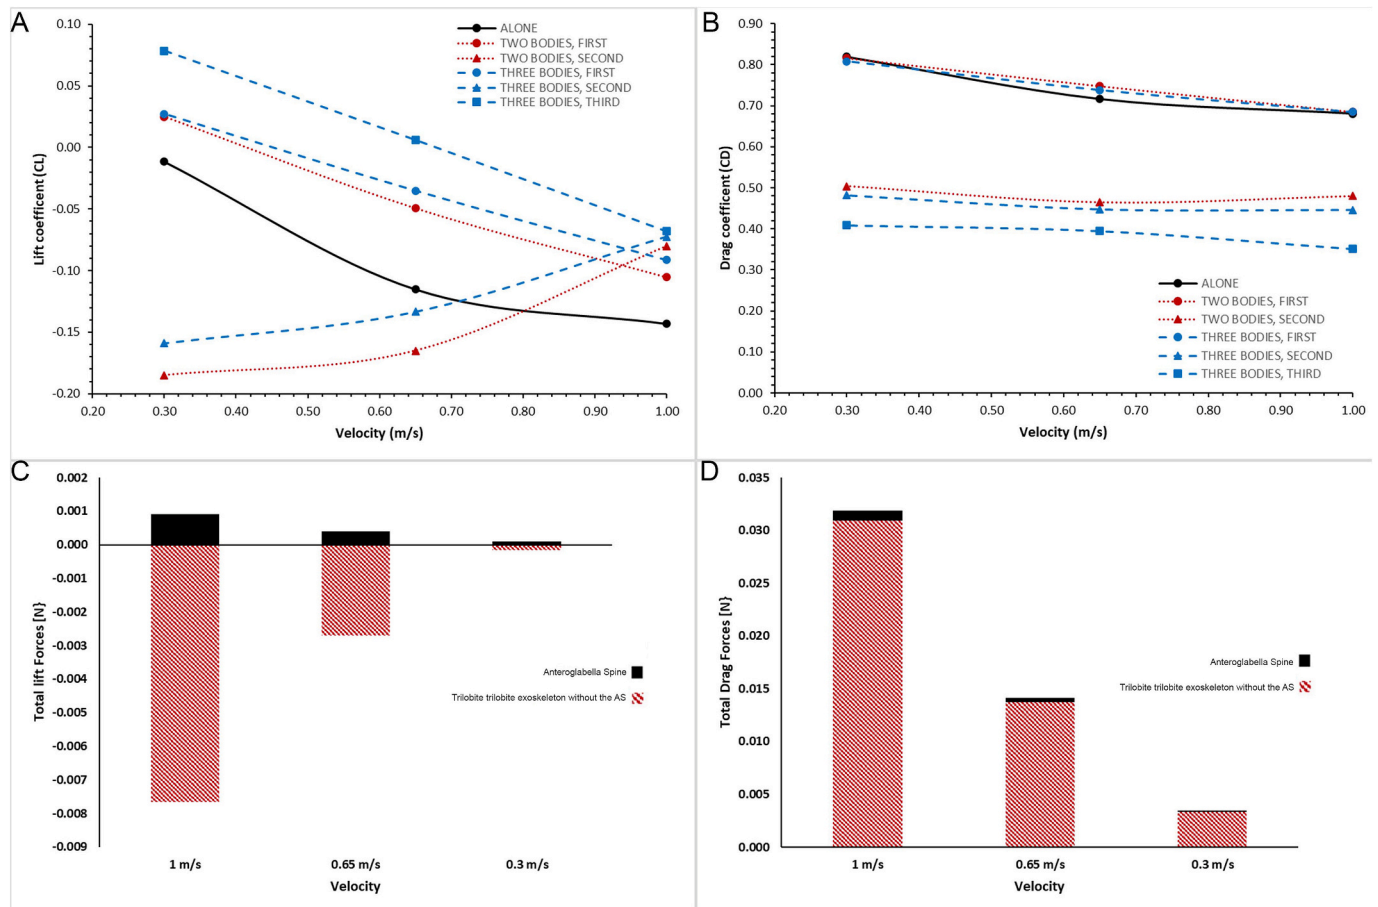 A
0.10
0.05
0.00
-0.05
-0.10
-0.15
-0.20
Lift coefficent (CL)
0.20 0.30 0.40 0.50 0.60 0.70 0.80 0.90 1.00
Velocity (m/s)
ALONE
TWO BODIES, FIRST
TWO BODIES, SECOND
THREE BODIES, FIRST
THREE BODIES, SECOND
THREE BODIES, THIRD
B
0.90
0.80
0.70
0.60
0.50
0.40
0.30
0.20
0.10
0.00
Drag coefficent (CD)
0.20 0.30 0.40 0.50 0.60 0.70 0.80 0.90 1.00
Velocity (m/s)
ALONE
TWO BODIES, FIRST
TWO BODIES, SECOND
THREE BODIES, FIRST
THREE BODIES, SECOND
THREE BODIES, THIRD
C
0.002
0.001
0.000
-0.001
-0.002
-0.003
-0.004
-0.005
-0.006
-0.007
-0.008
-0.009
Total lift Forces [N}
1 m/s 0.65 m/s 0.3 m/s
Velocity
Anteroglabella Spine
Trilobite trilobite exoskeleton without the AS
D
0.035
0.030
0.025
0.020
0.015
0.010
0.005
0.000
Total Drag Forces [N}
1 m/s 0.65 m/s 0.3 m/s
Velocity
Anteroglabella Spine
Trilobite trilobite exoskeleton without the AS